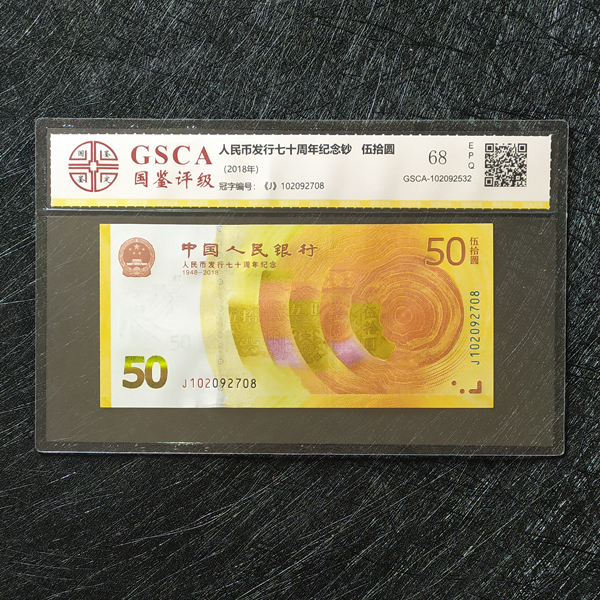 国鉴
GSCA
国鉴评级
人民币发行七十周年纪念钞 伍拾圆
(2018年)
冠字编号:《J》102092708
68
EPQ
GSCA-102092532
中国人民银行
人民币发行七十周年纪念
1948-2018
50
伍拾圆
J102092708
50
50
J102092708